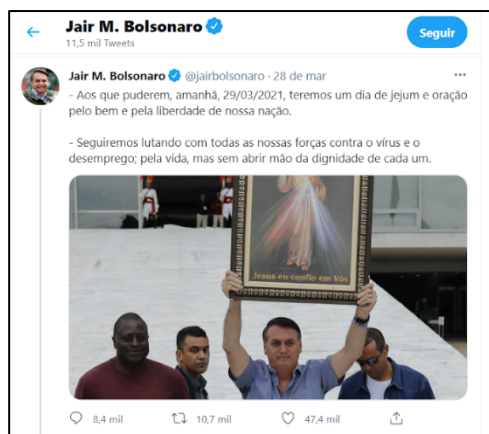 Jair M. Bolsonaro
11,5 mil Tweets
Seguir
Jair M. Bolsonaro @jairbolsonaro · 28 de mar
- Aos que puderem, amanhã, 29/03/2021, teremos um dia de jejum e oração
pelo bem e pela liberdade de nossa nação.
- Seguiremos lutando com todas as nossas forças contra o vírus e o
desemprego; pela vida, mas sem abrir mão da dignidade de cada um.
Jesus eu confio em Vós
8,4 mil
10,7 mil
47,4 mil